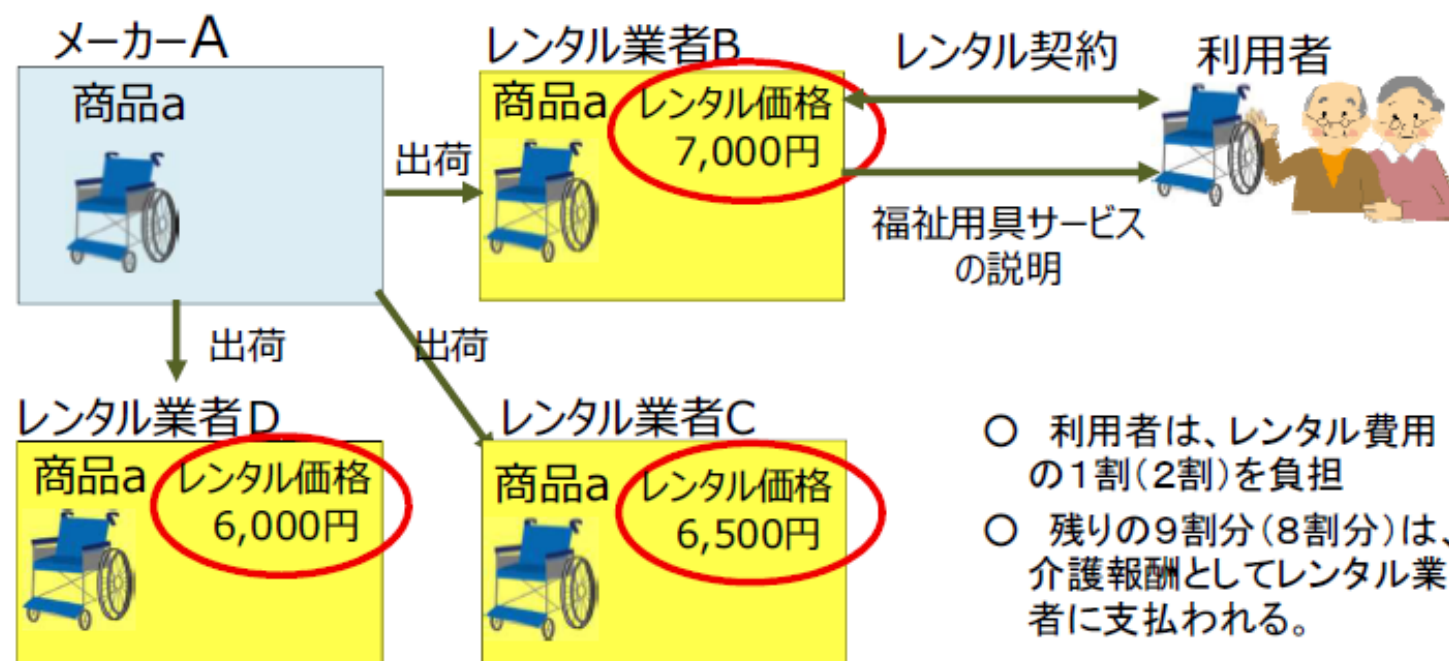 メーカーA
商品a
出荷
レンタル業者B
商品a
レンタル価格
7,000円
レンタル契約
利用者
福祉用具サービス
の説明
出荷
出荷
レンタル業者D
商品a
レンタル価格
6,000円
レンタル業者C
商品a
レンタル価格
6,500円
○ 利用者は、レンタル費用
の1割(2割)を負担
○ 残りの9割分(8割分)は、
介護報酬としてレンタル業
者に支払われる。